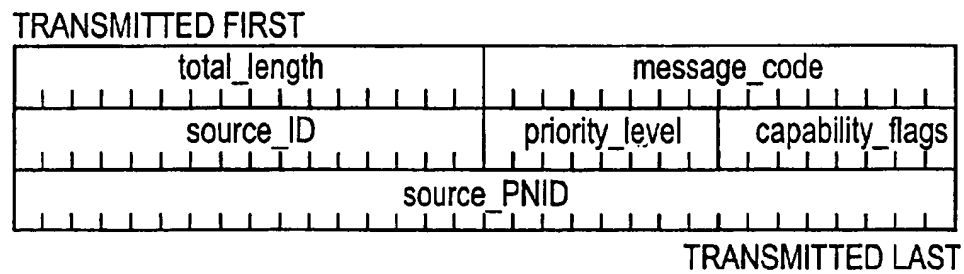 TRANSMITTED FIRST
total_length message_code
source_ID priority_level capability_flags
source_PNID
TRANSMITTED LAST